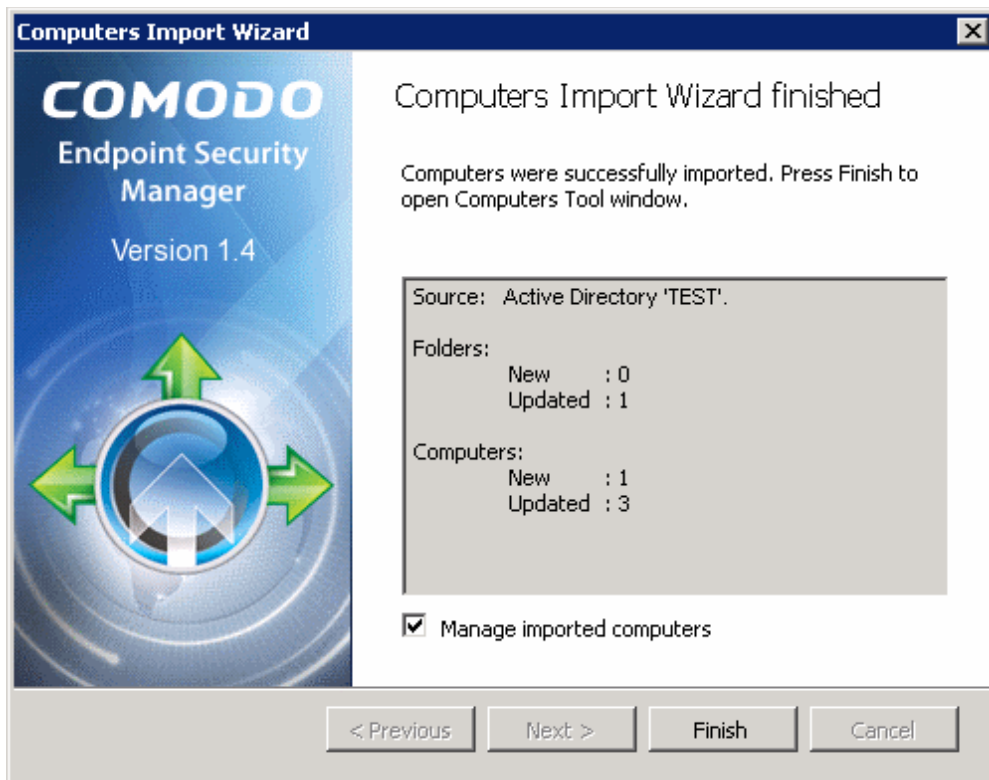 Computers Import Wizard
COMODO
Endpoint Security
Manager
Version 1.4
Computers Import Wizard finished
Computers were successfully imported. Press Finish to
open Computers Tool window.
Source: Active Directory 'TEST'.
Folders:
New : 0
Updated : 1
Computers:
New : 1
Updated : 3
Manage imported computers
< Previous
Next >
Finish
Cancel